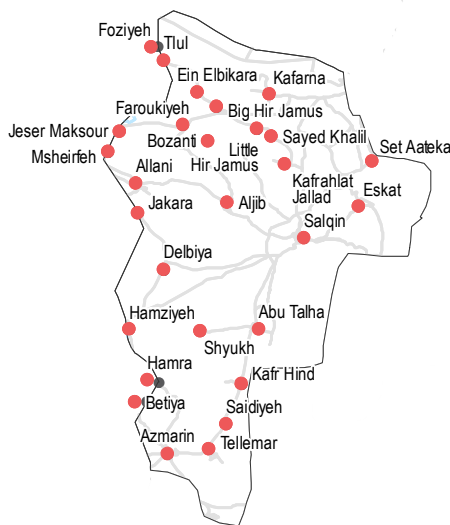 Foziyeh
Tlul
Ein Elbikara
Kafarna
Faroukiyeh
Big Hir Jamus
Jeser Maksour
Bozanti
Sayed Khalil
Little
Hir Jamus
Set Aateka
Msheirfeh
Allani
Kafrahlat
Jallad
Eskat
Jakara
Aljib
Salqin
Delbiya
Hamziyeh
Abu Talha
Shyukh
Hamra
Kafr Hind
Betiya
Saidiyeh
Azmarin
Tellemar